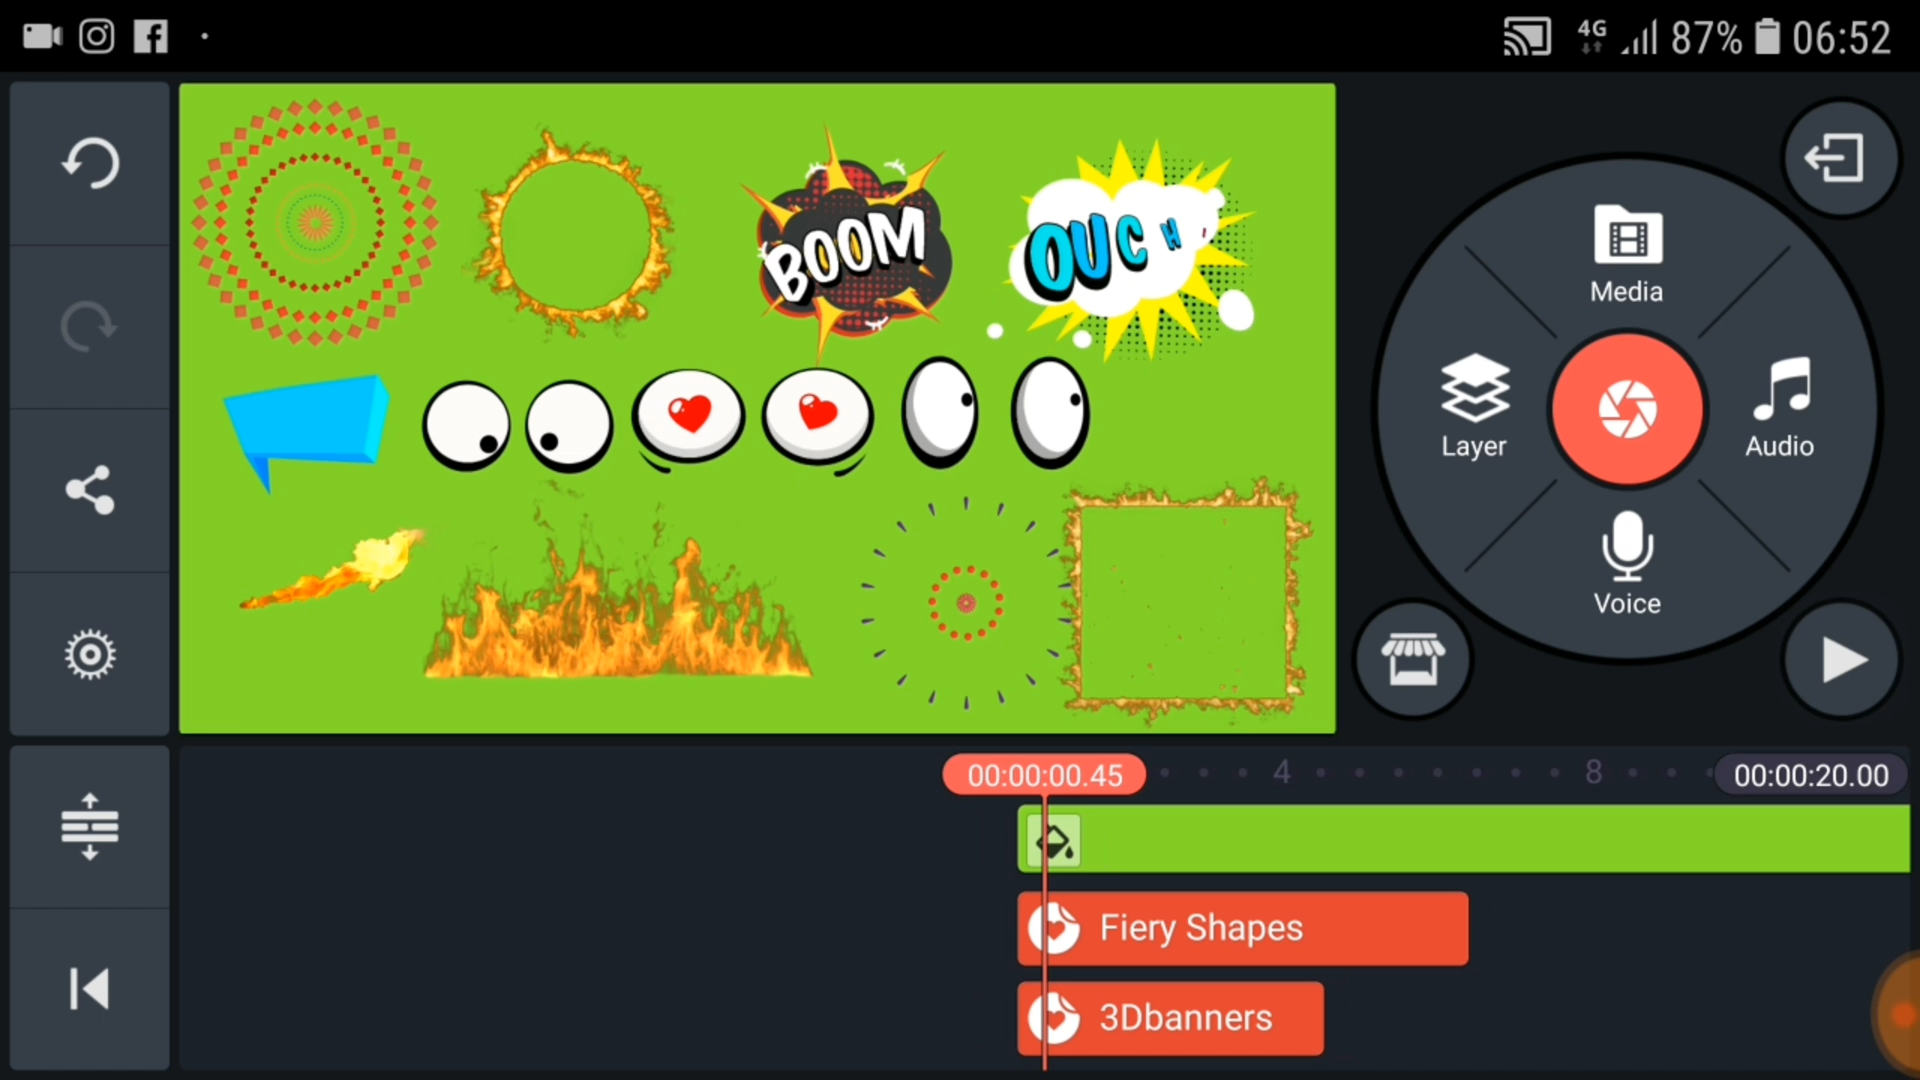 4G 87% 06:52
BOOM
OUCH
Media
Layer
Audio
Voice
00:00:00.45
4
8
00:00:20.00
Fiery Shapes
3Dbanners